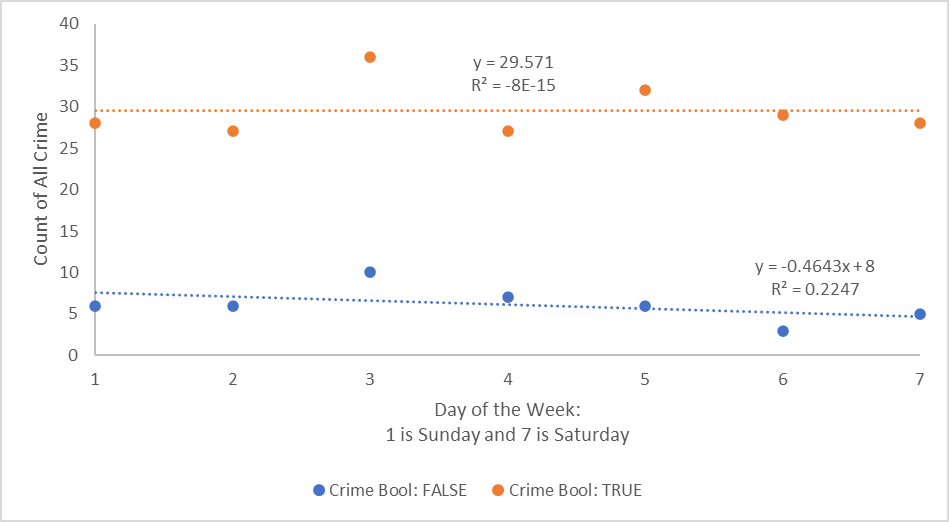 40
35
30
25
20
15
10
5
0
Count of All Crime
y = 29.571
R² = -8E-15
y = -0.4643x + 8
R² = 0.2247
1 2 3 4 5 6 7
Day of the Week:
1 is Sunday and 7 is Saturday
Crime Bool: FALSE Crime Bool: TRUE